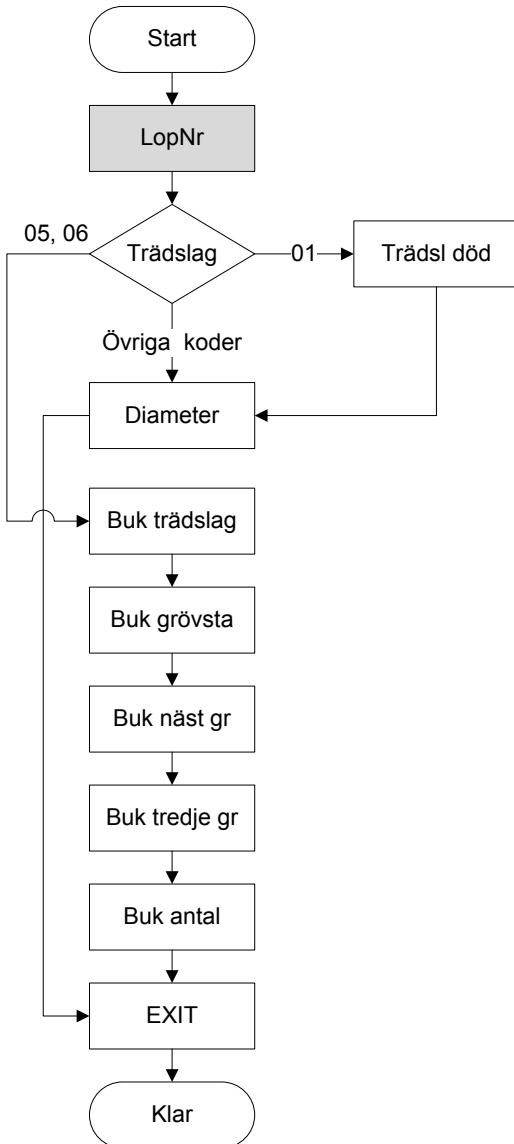 Start
LopNr
05, 06
Trädslag
01
Trädsl död
Övriga koder
Diameter
Buk trädslag
Buk grövsta
Buk näst gr
Buk tredje gr
Buk antal
EXIT
Klar